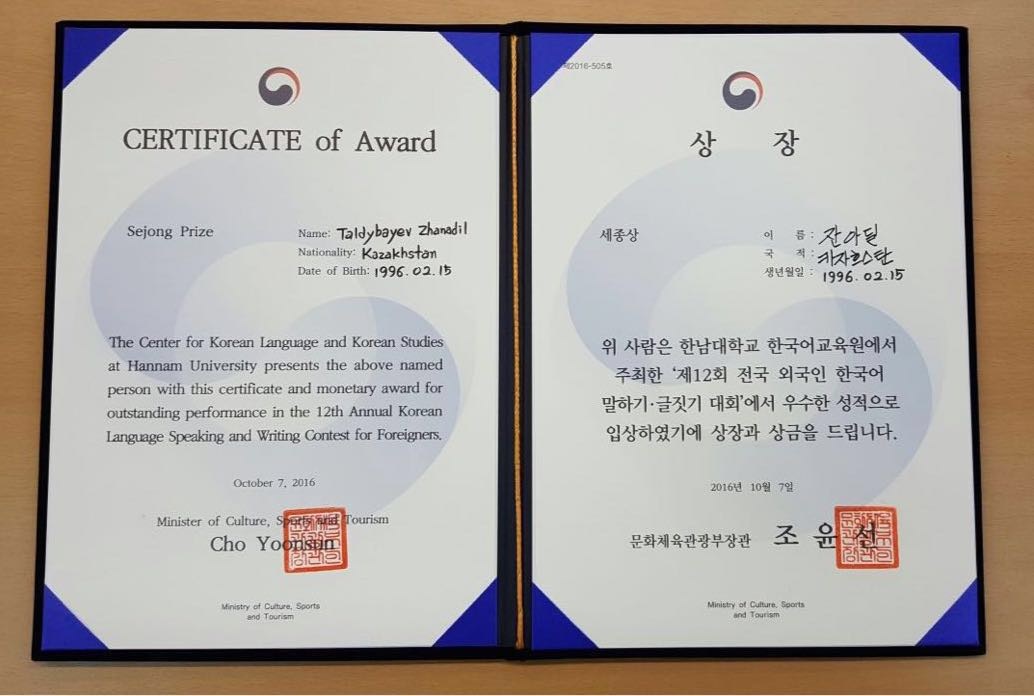 CERTIFICATE of Award
Sejong Prize
Name: Taldybayev Zhanadil
Nationality: Kazakhstan
Date of Birth: 1996.02.15
The Center for Korean Language and Korean Studies
at Hannam University presents the above named
person with this certificate and monetary award for
outstanding performance in the 12th Annual Korean
Language Speaking and Writing Contest for Foreigners.
October 7, 2016
Minister of Culture, Sports and Tourism
Cho Yoonsun
Ministry of Culture, Sports
and Tourism
제2016-505호
상 장
세종상
이 름 : 잔아딜
국 적 : 카자흐스탄
생년월일 : 1996.02.15
위 사람은 한남대학교 한국어교육원에서
주최한 '제12회 전국 외국인 한국어
말하기·글짓기 대회'에서 우수한 성적으로
입상하였기에 상장과 상금을 드립니다.
2016년 10월 7일
문화체육관광부장관 조윤선
Ministry of Culture, Sports
and Tourism